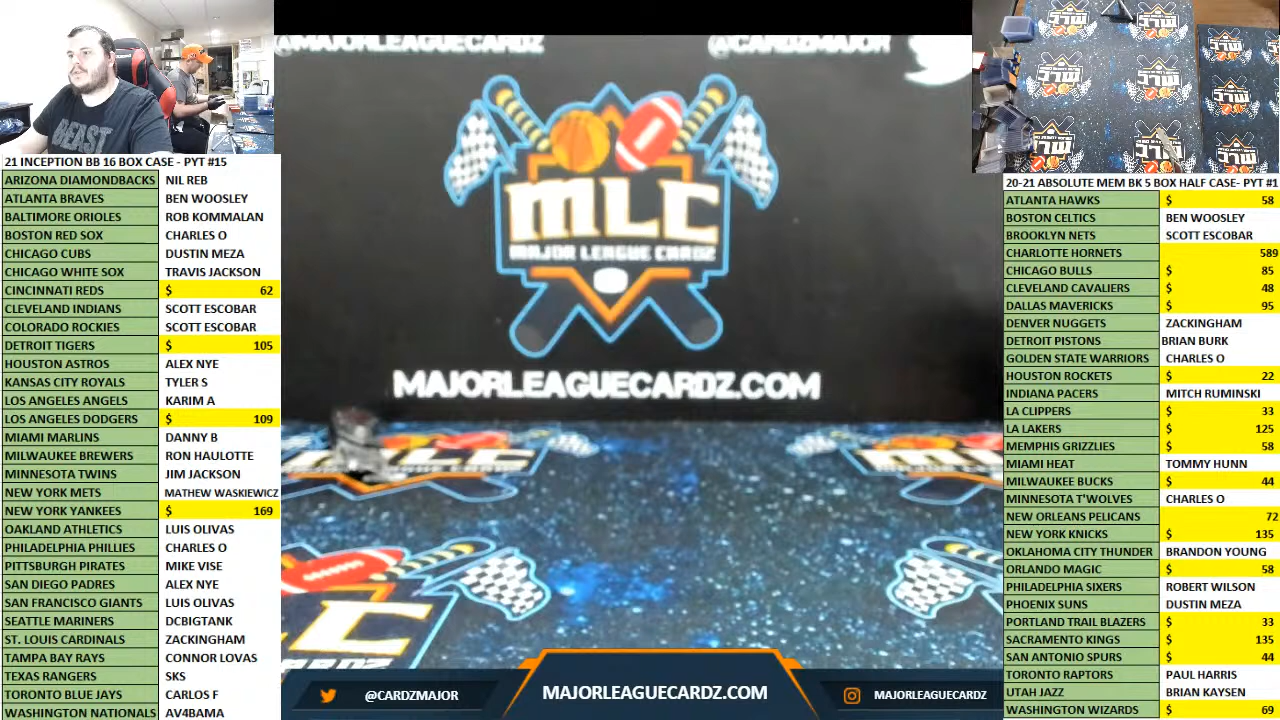 @MAJORLEAGUECARDZ
@CARDZMAJOR
BEAST
MLC
MAJOR LEAGUE CARDZ
MAJORLEAGUECARDZ.COM
21 INCEPTION BB 16 BOX CASE - PYT #15
ARIZONA DIAMONDBACKS NIL REB
ATLANTA BRAVES BEN WOOSLEY
BALTIMORE ORIOLES ROB KOMMALAN
BOSTON RED SOX CHARLES O
CHICAGO CUBS DUSTIN MEZA
CHICAGO WHITE SOX TRAVIS JACKSON
CINCINNATI REDS $ 62
CLEVELAND INDIANS SCOTT ESCOBAR
COLORADO ROCKIES SCOTT ESCOBAR
DETROIT TIGERS $ 105
HOUSTON ASTROS ALEX NYE
KANSAS CITY ROYALS TYLER S
LOS ANGELES ANGELS KARIM A
LOS ANGELES DODGERS $ 109
MIAMI MARLINS DANNY B
MILWAUKEE BREWERS RON HAULOTTE
MINNESOTA TWINS JIM JACKSON
NEW YORK METS MATHEW WASKIEWICZ
NEW YORK YANKEES $ 169
OAKLAND ATHLETICS LUIS OLIVAS
PHILADELPHIA PHILLIES CHARLES O
PITTSBURGH PIRATES MIKE VISE
SAN DIEGO PADRES ALEX NYE
SAN FRANCISCO GIANTS LUIS OLIVAS
SEATTLE MARINERS DCBIGTANK
ST. LOUIS CARDINALS ZACKINGHAM
TAMPA BAY RAYS CONNOR LOVAS
TEXAS RANGERS SKS
TORONTO BLUE JAYS CARLOS F
WASHINGTON NATIONALS AV4BAMA
20-21 ABSOLUTE MEM BK 5 BOX HALF CASE- PYT #1
ATLANTA HAWKS $ 58
BOSTON CELTICS BEN WOOSLEY
BROOKLYN NETS SCOTT ESCOBAR
CHARLOTTE HORNETS 589
CHICAGO BULLS $ 85
CLEVELAND CAVALIERS $ 48
DALLAS MAVERICKS $ 95
DENVER NUGGETS ZACKINGHAM
DETROIT PISTONS BRIAN BURK
GOLDEN STATE WARRIORS CHARLES O
HOUSTON ROCKETS $ 22
INDIANA PACERS MITCH RUMINSKI
LA CLIPPERS $ 33
LA LAKERS $ 125
MEMPHIS GRIZZLIES $ 58
MIAMI HEAT TOMMY HUNN
MILWAUKEE BUCKS $ 44
MINNESOTA T'WOLVES CHARLES O
NEW ORLEANS PELICANS 72
NEW YORK KNICKS $ 135
OKLAHOMA CITY THUNDER BRANDON YOUNG
ORLANDO MAGIC $ 58
PHILADELPHIA SIXERS ROBERT WILSON
PHOENIX SUNS DUSTIN MEZA
PORTLAND TRAIL BLAZERS $ 33
SACRAMENTO KINGS $ 135
SAN ANTONIO SPURS $ 44
TORONTO RAPTORS PAUL HARRIS
UTAH JAZZ BRIAN KAYSEN
WASHINGTON WIZARDS $ 69
@CARDZMAJOR
MAJORLEAGUECARDZ.COM
MAJORLEAGUECARDZ